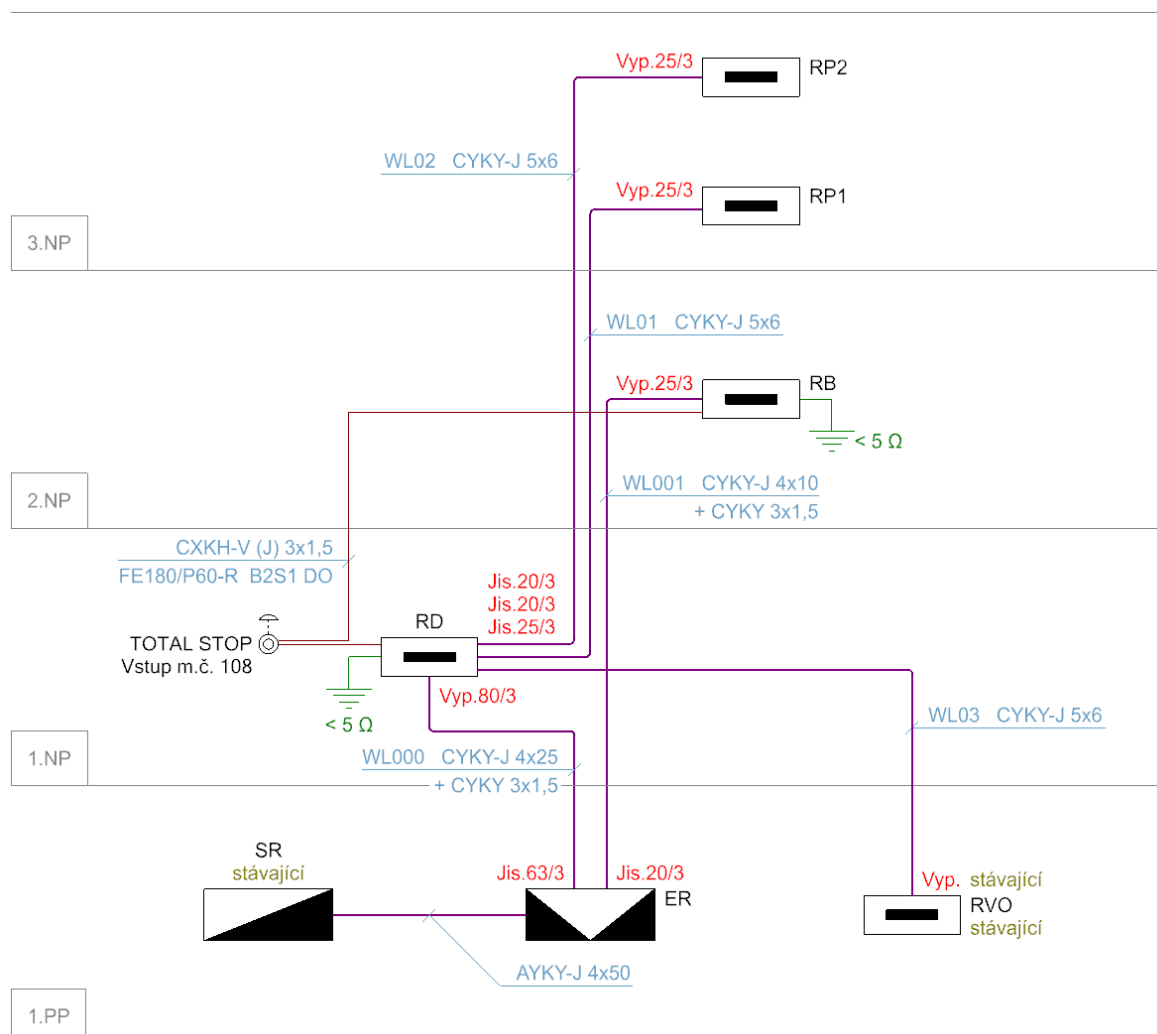 Vyp.25/3
RP2
WL02 CYKY-J 5x6
Vyp.25/3
RP1
3.NP
WL01 CYKY-J 5x6
Vyp.25/3
RB
< 5 Ω
WL001 CYKY-J 4x10
+ CYKY 3x1,5
2.NP
CXKH-V (J) 3x1,5
FE180/P60-R B2S1 DO
Jis.20/3
Jis.20/3
Jis.25/3
RD
TOTAL STOP
Vstup m.č. 108
Vyp.80/3
< 5 Ω
WL03 CYKY-J 5x6
WL000 CYKY-J 4x25
+ CYKY 3x1,5
1.NP
SR
stávající
Jis.63/3
Jis.20/3
ER
Vyp. stávající
RVO
stávající
AYKY-J 4x50
1.PP